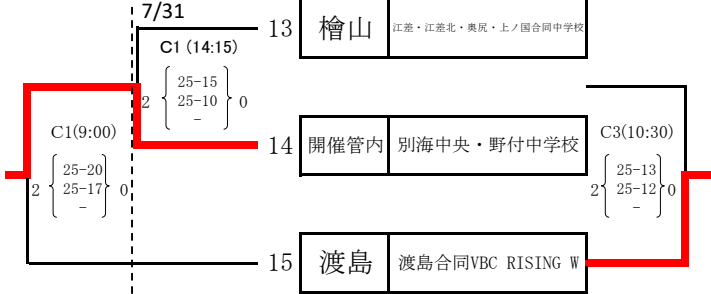 7/31
13 檜山 江差・江差北・奥尻・上ノ国合同中学校
C1 (14:15)
25-15
2 25-10 0
-
C1(9:00)
14 開催管内 別海中央・野付中学校
C3(10:30)
25-20
2 25-17 0
-
25-13
2 25-12 0
-
15 渡島 渡島合同VBC RISING W